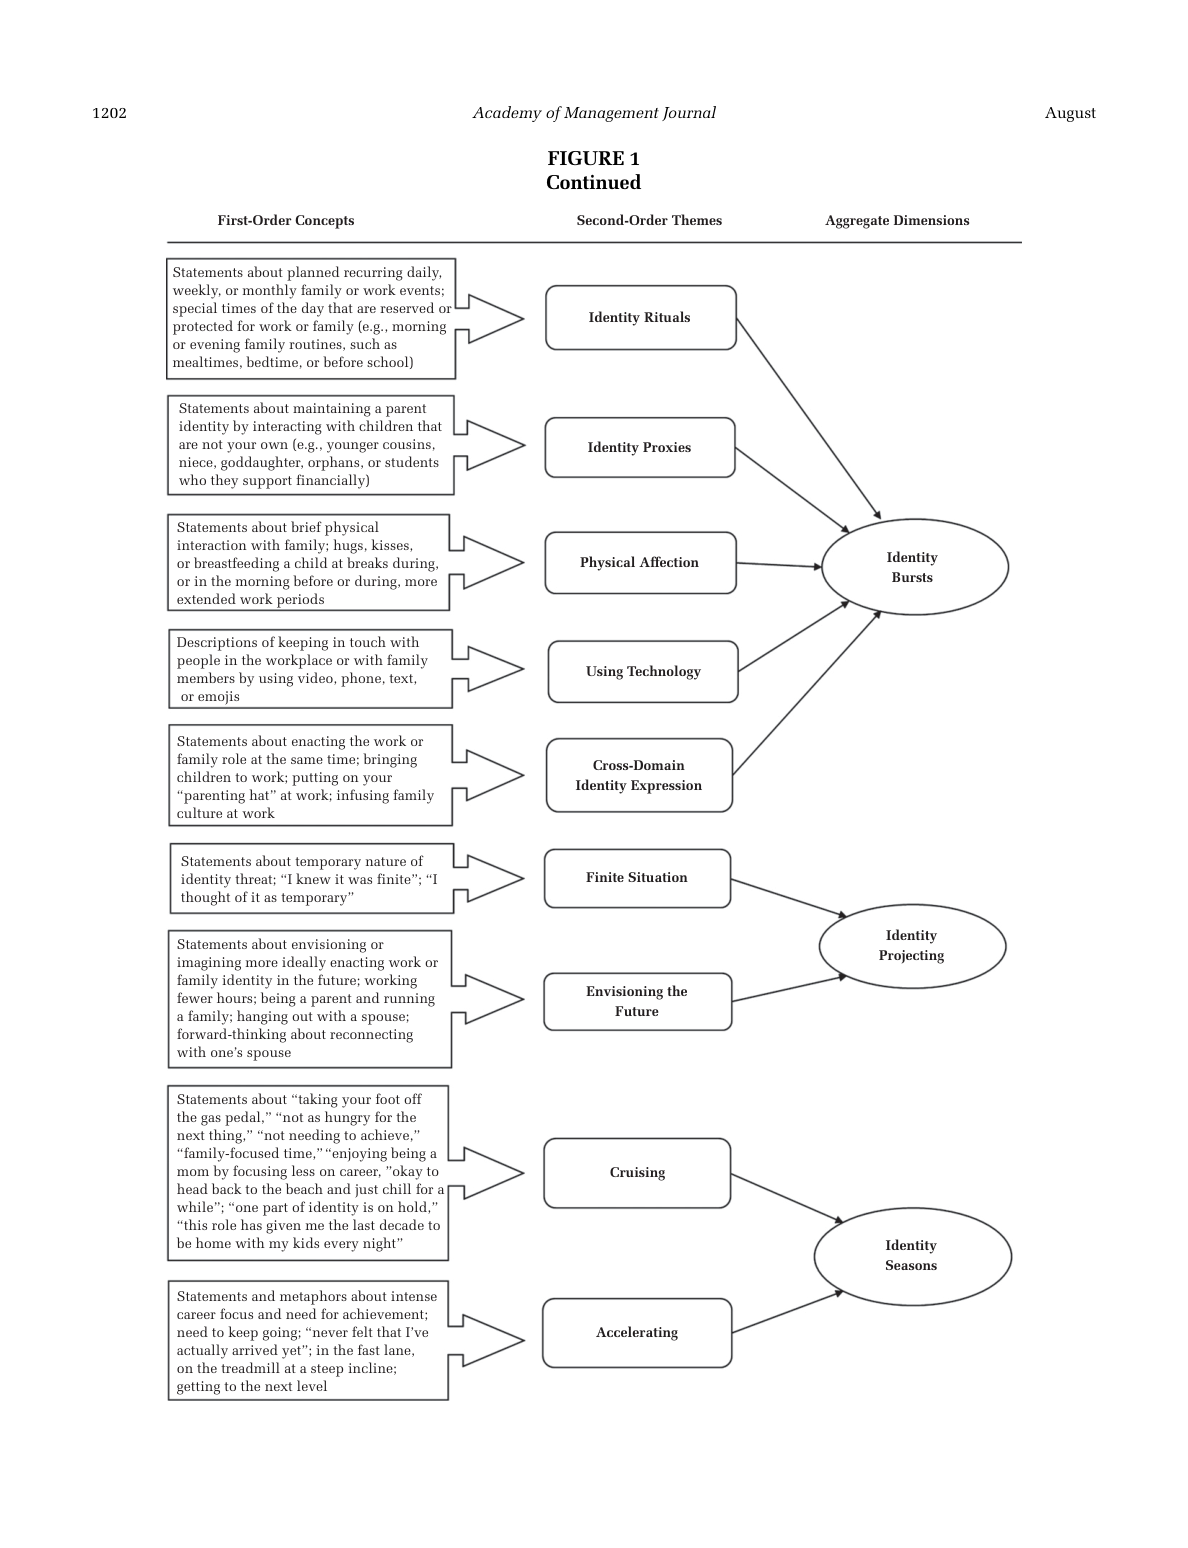 1202
Academy of Management Journal
August
FIGURE 1
Continued
First-Order Concepts
Second-Order Themes
Aggregate Dimensions
Statements about planned recurring daily,
weekly, or monthly family or work events;
special times of the day that are reserved or
protected for work or family (e.g., morning
or evening family routines, such as
mealtimes, bedtime, or before school)
Identity Rituals
Statements about maintaining a parent
identity by interacting with children that
are not your own (e.g., younger cousins,
niece, goddaughter, orphans, or students
who they support financially)
Identity Proxies
Statements about brief physical
interaction with family; hugs, kisses,
or breastfeeding a child at breaks during,
or in the morning before or during, more
extended work periods
Physical Affection
Identity
Bursts
Descriptions of keeping in touch with
people in the workplace or with family
members by using video, phone, text,
or emojis
Using Technology
Statements about enacting the work or
family role at the same time; bringing
children to work; putting on your
“parenting hat” at work; infusing family
culture at work
Cross-Domain
Identity Expression
Statements about temporary nature of
identity threat; “I knew it was finite”; “I
thought of it as temporary”
Finite Situation
Identity
Projecting
Statements about envisioning or
imagining more ideally enacting work or
family identity in the future; working
fewer hours; being a parent and running
a family; hanging out with a spouse;
forward-thinking about reconnecting
with one’s spouse
Envisioning the
Future
Statements about “taking your foot off
the gas pedal,” “not as hungry for the
next thing,” “not needing to achieve,”
“family-focused time,” “enjoying being a
mom by focusing less on career, ”okay to
head back to the beach and just chill for a
while”; “one part of identity is on hold,”
“this role has given me the last decade to
be home with my kids every night”
Cruising
Identity
Seasons
Statements and metaphors about intense
career focus and need for achievement;
need to keep going; “never felt that I’ve
actually arrived yet”; in the fast lane,
on the treadmill at a steep incline;
getting to the next level
Accelerating